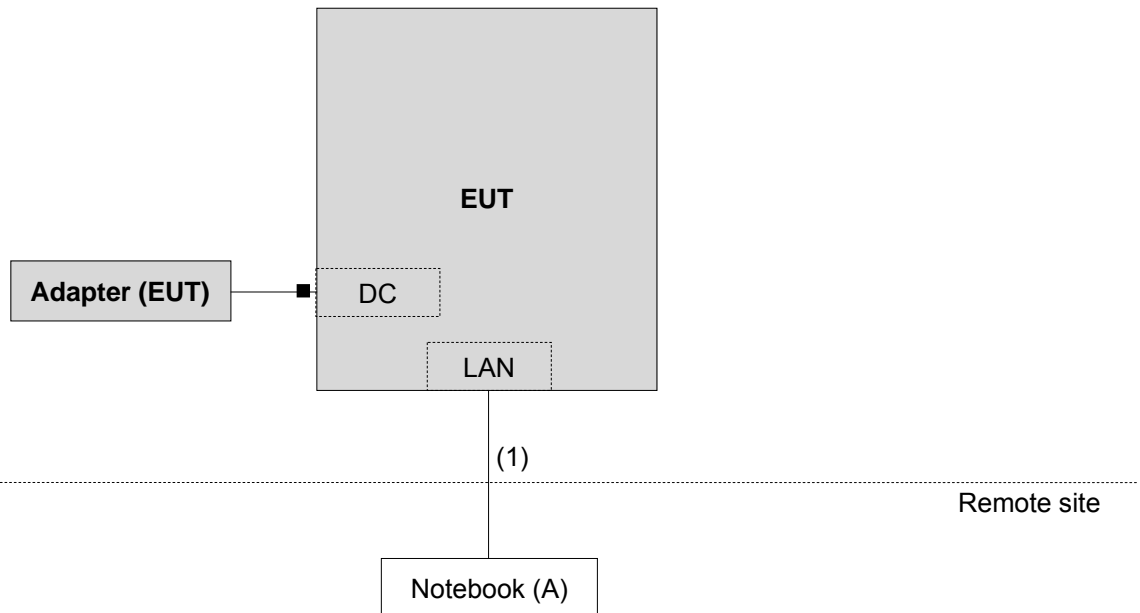 EUT
Adapter (EUT)
DC
LAN
(1)
Remote site
Notebook (A)